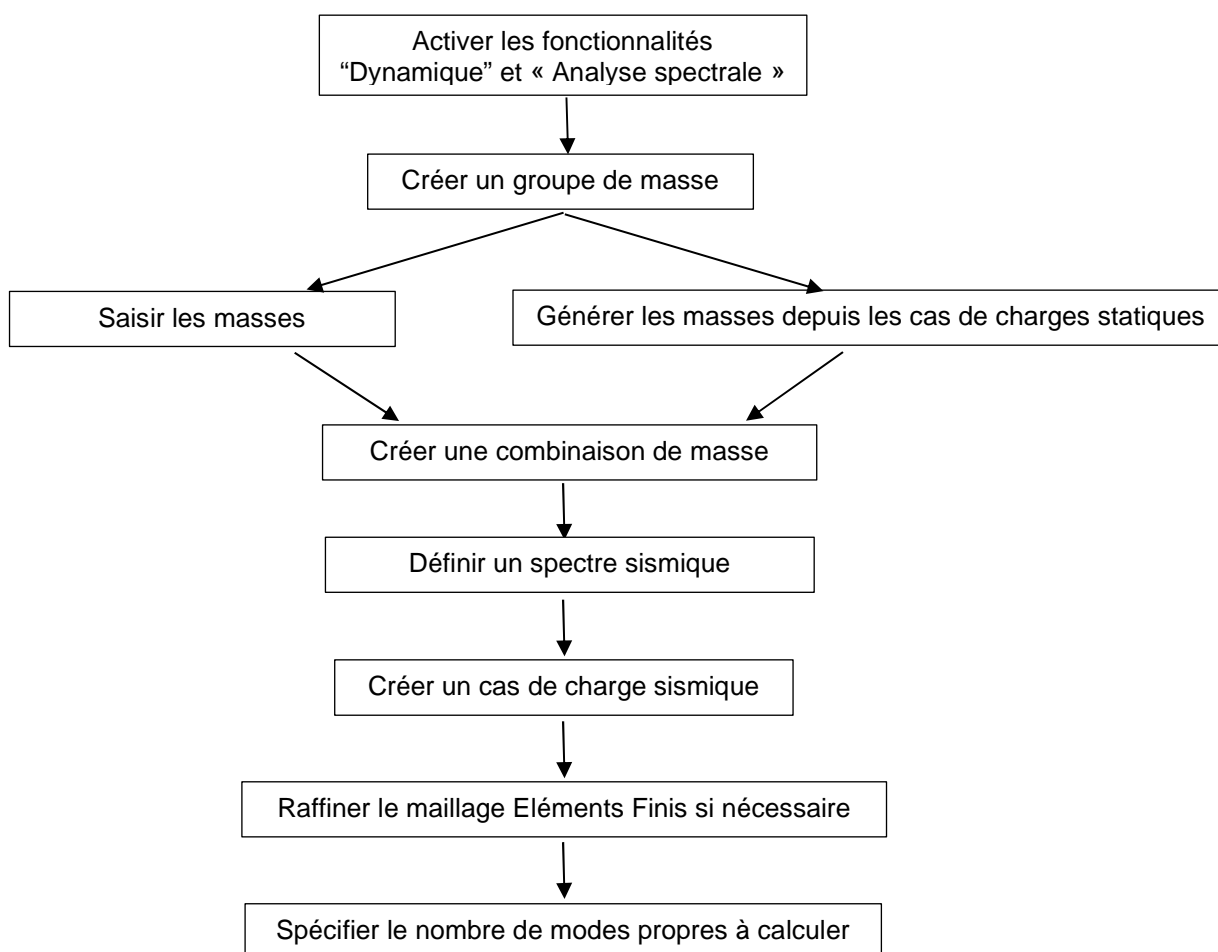 Activer les fonctionnalités
“Dynamique” et « Analyse spectrale »
Créer un groupe de masse
Saisir les masses
Générer les masses depuis les cas de charges statiques
Créer une combinaison de masse
Définir un spectre sismique
Créer un cas de charge sismique
Raffiner le maillage Eléments Finis si nécessaire
Spécifier le nombre de modes propres à calculer